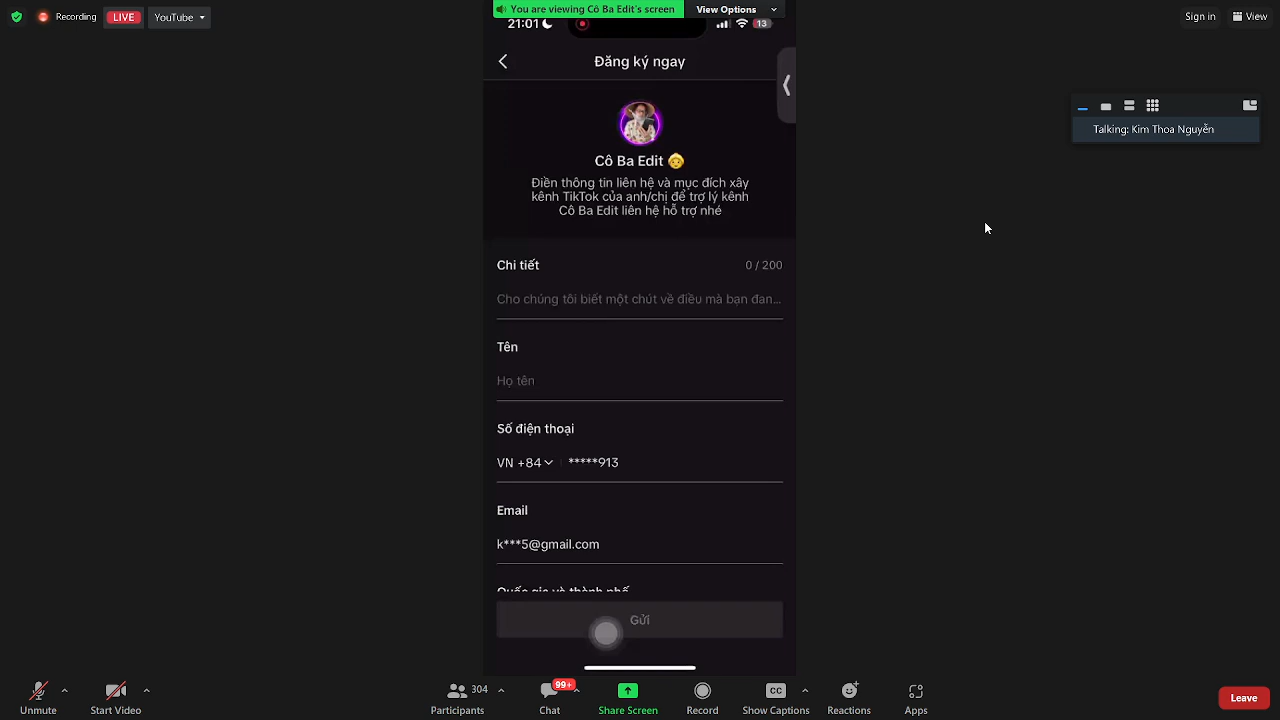 Recording
LIVE
YouTube
You are viewing Cô Ba Edit's screen
View Options
Sign in
View
21:01
13
Đăng ký ngay
Talking: Kim Thoa Nguyễn
Cô Ba Edit
Điền thông tin liên hệ và mục đích xây
kênh TikTok của anh/chị để trợ lý kênh
Cô Ba Edit liên hệ hỗ trợ nhé
Chi tiết
0 / 200
Cho chúng tôi biết một chút về điều mà bạn đan...
Tên
Họ tên
Số điện thoại
VN +84
*****913
Email
k***5@gmail.com
Quốc gia và thành phố
Gửi
Unmute
Start Video
Participants
304
Chat
99+
Share Screen
Record
CC
Show Captions
Reactions
Apps
Leave